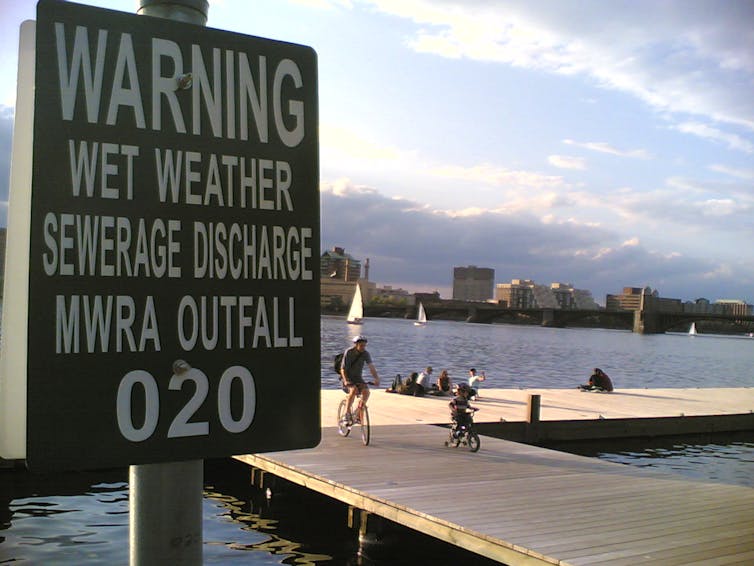 WARNING
WET WEATHER
SEWERAGE DISCHARGE
MWRA OUTFALL
020